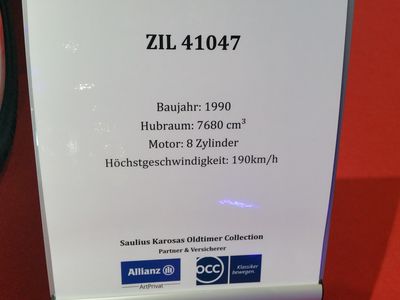 ZIL 41047
Baujahr: 1990
Hubraum: 7680 cm³
Motor: 8 Zylinder
Höchstgeschwindigkeit: 190km/h
Saulius Karosas Oldtimer Collection
Partner & Versicherer
Allianz
ArtPrivat
OCC
Klassiker
bewegen.